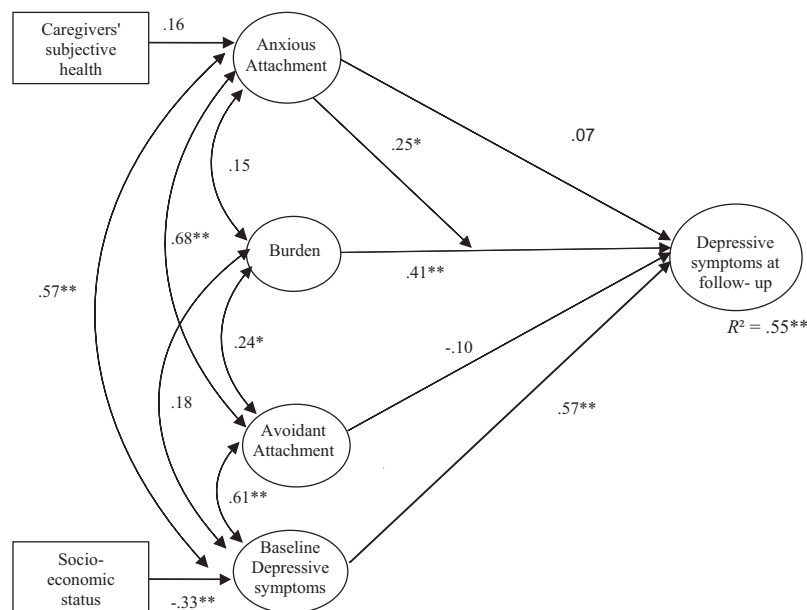 Caregivers'
subjective
health
.16
Anxious
Attachment
.25*
.07
.15
.68**
Burden
.41**
Depressive
symptoms at
follow- up
R² = .55**
.57**
.24*
-.10
.18
.57**
Avoidant
Attachment
.61**
Baseline
Depressive
symptoms
Socio-
economic
status
-.33**